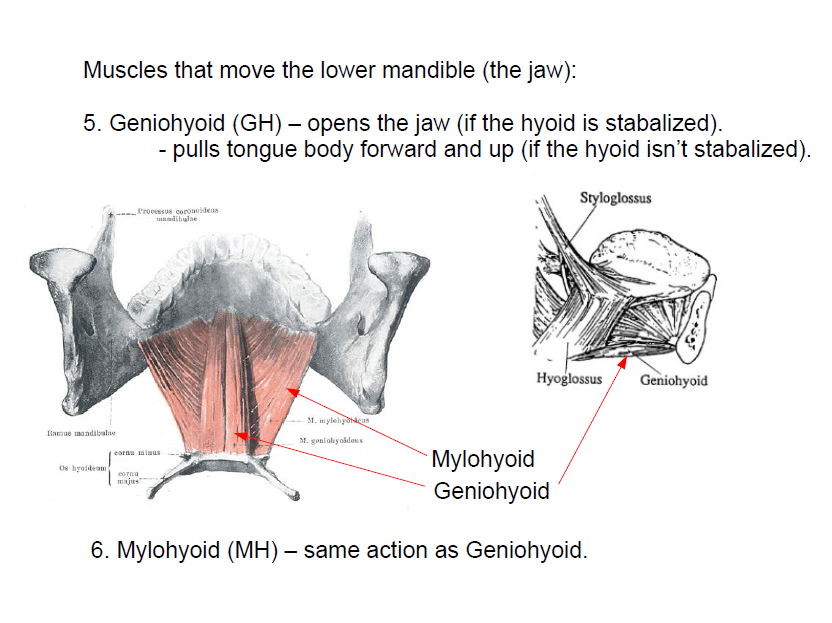 Muscles that move the lower mandible (the jaw):
5. Geniohyoid (GH) – opens the jaw (if the hyoid is stabalized).
- pulls tongue body forward and up (if the hyoid isn't stabalized).
Processus coronoideus
mandibulae
Styloglossus
Hyoglossus
Geniohyoid
M. mylohyoideus
Ramus mandibulae
M. geniohyoideus
cornu minus
Os hyoideum
cornu
majus
Mylohyoid
Geniohyoid
6. Mylohyoid (MH) – same action as Geniohyoid.